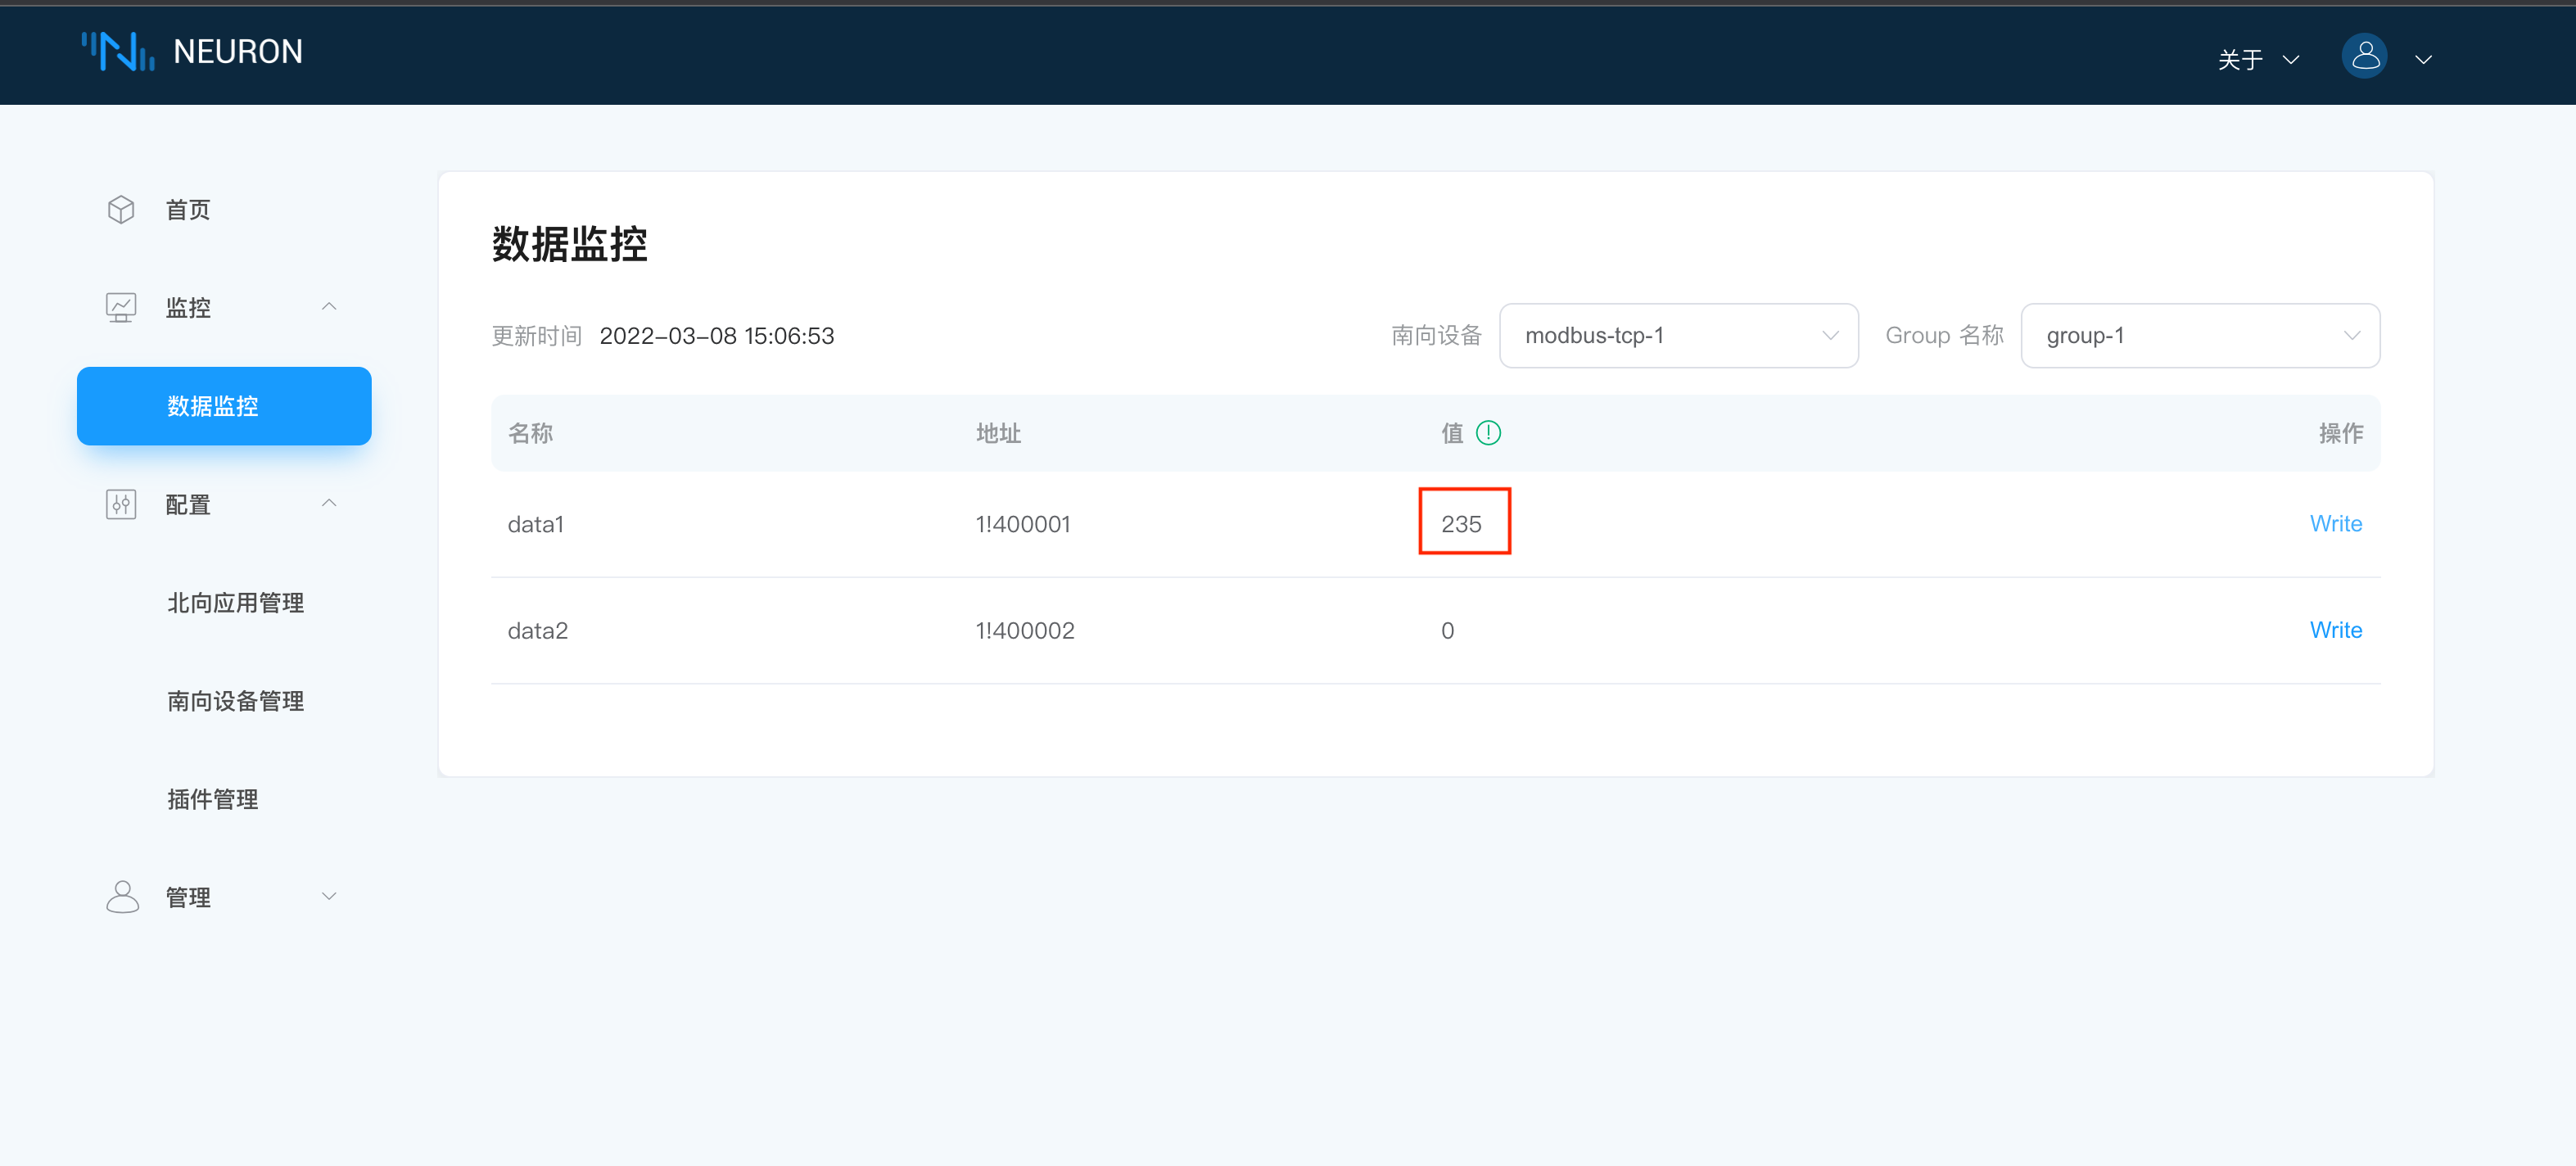 NEURON
关于
首页
监控
数据监控
配置
北向应用管理
南向设备管理
插件管理
管理
数据监控
更新时间 2022-03-08 15:06:53
南向设备 modbus-tcp-1 Group 名称 group-1
名称 地址 值 操作
data1 1!400001 235 Write
data2 1!400002 0 Write